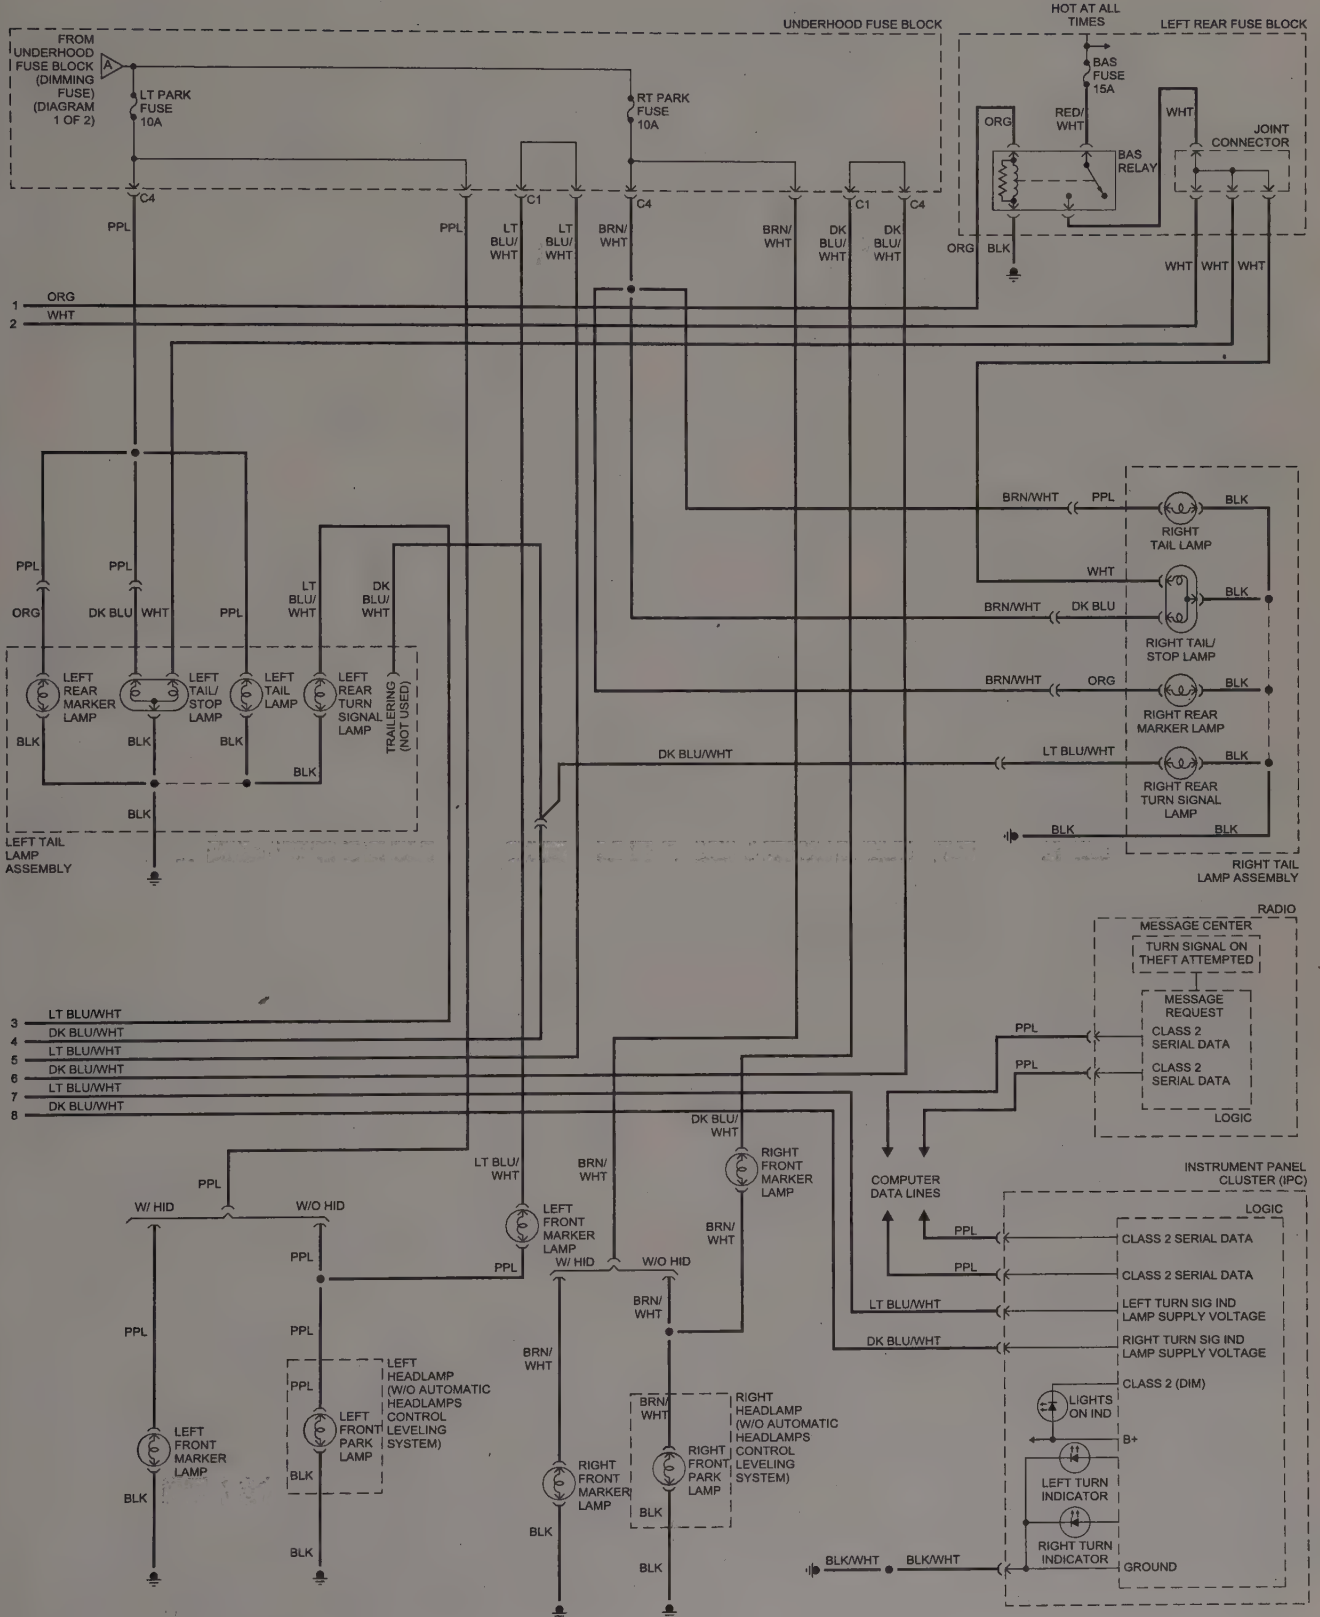 HOT AT ALL
TIMES
UNDERHOOD FUSE BLOCK
LEFT REAR FUSE BLOCK
FROM
UNDERHOOD
FUSE BLOCK
(DIMMING
FUSE)
(DIAGRAM
1 OF 2)
A
LT PARK
FUSE
10A
RT PARK
FUSE
10A
BAS
FUSE
15A
RED/
WHT
ORG
WHT
JOINT
CONNECTOR
BAS
RELAY
C4
C1
C4
C1
C4
PPL
PPL
LT
BLU/
WHT
LT
BLU/
WHT
BRN/
WHT
BRN/
WHT
DK
BLU/
WHT
DK
BLU/
WHT
ORG
BLK
WHT
WHT
WHT
1
ORG
2
WHT
BRN/WHT
PPL
BLK
RIGHT
TAIL LAMP
WHT
BLK
BRN/WHT
DK BLU
RIGHT TAIL/
STOP LAMP
BRN/WHT
ORG
BLK
RIGHT REAR
MARKER LAMP
DK BLU/WHT
LT BLU/WHT
BLK
RIGHT REAR
TURN SIGNAL
LAMP
BLK
BLK
RIGHT TAIL
LAMP ASSEMBLY
PPL
PPL
ORG
DK BLU
WHT
PPL
LT
BLU/
WHT
DK
BLU/
WHT
LEFT
REAR
MARKER
LAMP
LEFT
TAIL/
STOP
LAMP
LEFT
TAIL
LAMP
LEFT
REAR
TURN
SIGNAL
LAMP
TRAILERING
(NOT USED)
BLK
BLK
BLK
BLK
BLK
LEFT TAIL
LAMP
ASSEMBLY
RADIO
MESSAGE CENTER
TURN SIGNAL ON
THEFT ATTEMPTED
MESSAGE
REQUEST
PPL
CLASS 2
SERIAL DATA
PPL
CLASS 2
SERIAL DATA
LOGIC
3
LT BLU/WHT
4
DK BLU/WHT
5
LT BLU/WHT
6
DK BLU/WHT
7
LT BLU/WHT
8
DK BLU/WHT
DK BLU/
WHT
RIGHT
FRONT
MARKER
LAMP
LT BLU/
WHT
BRN/
WHT
COMPUTER
DATA LINES
INSTRUMENT PANEL
CLUSTER (IPC)
LOGIC
PPL
W/ HID
W/O HID
LEFT
FRONT
MARKER
LAMP
BRN/
WHT
PPL
CLASS 2 SERIAL DATA
PPL
CLASS 2 SERIAL DATA
PPL
PPL
W/ HID
W/O HID
BRN/
WHT
LT BLU/WHT
LEFT TURN SIG IND
LAMP SUPPLY VOLTAGE
DK BLU/WHT
RIGHT TURN SIG IND
LAMP SUPPLY VOLTAGE
PPL
PPL
BRN/
WHT
PPL
LEFT
HEADLAMP
(W/O AUTOMATIC
HEADLAMPS
CONTROL
LEVELING
SYSTEM)
BRN/
WHT
RIGHT
HEADLAMP
(W/O AUTOMATIC
HEADLAMPS
CONTROL
LEVELING
SYSTEM)
CLASS 2 (DIM)
LIGHTS
ON IND
B+
LEFT
FRONT
MARKER
LAMP
LEFT
FRONT
PARK
LAMP
RIGHT
FRONT
MARKER
LAMP
RIGHT
FRONT
PARK
LAMP
LEFT TURN
INDICATOR
BLK
BLK
BLK
BLK
BLK
BLK
RIGHT TURN
INDICATOR
BLK/WHT
BLK/WHT
GROUND